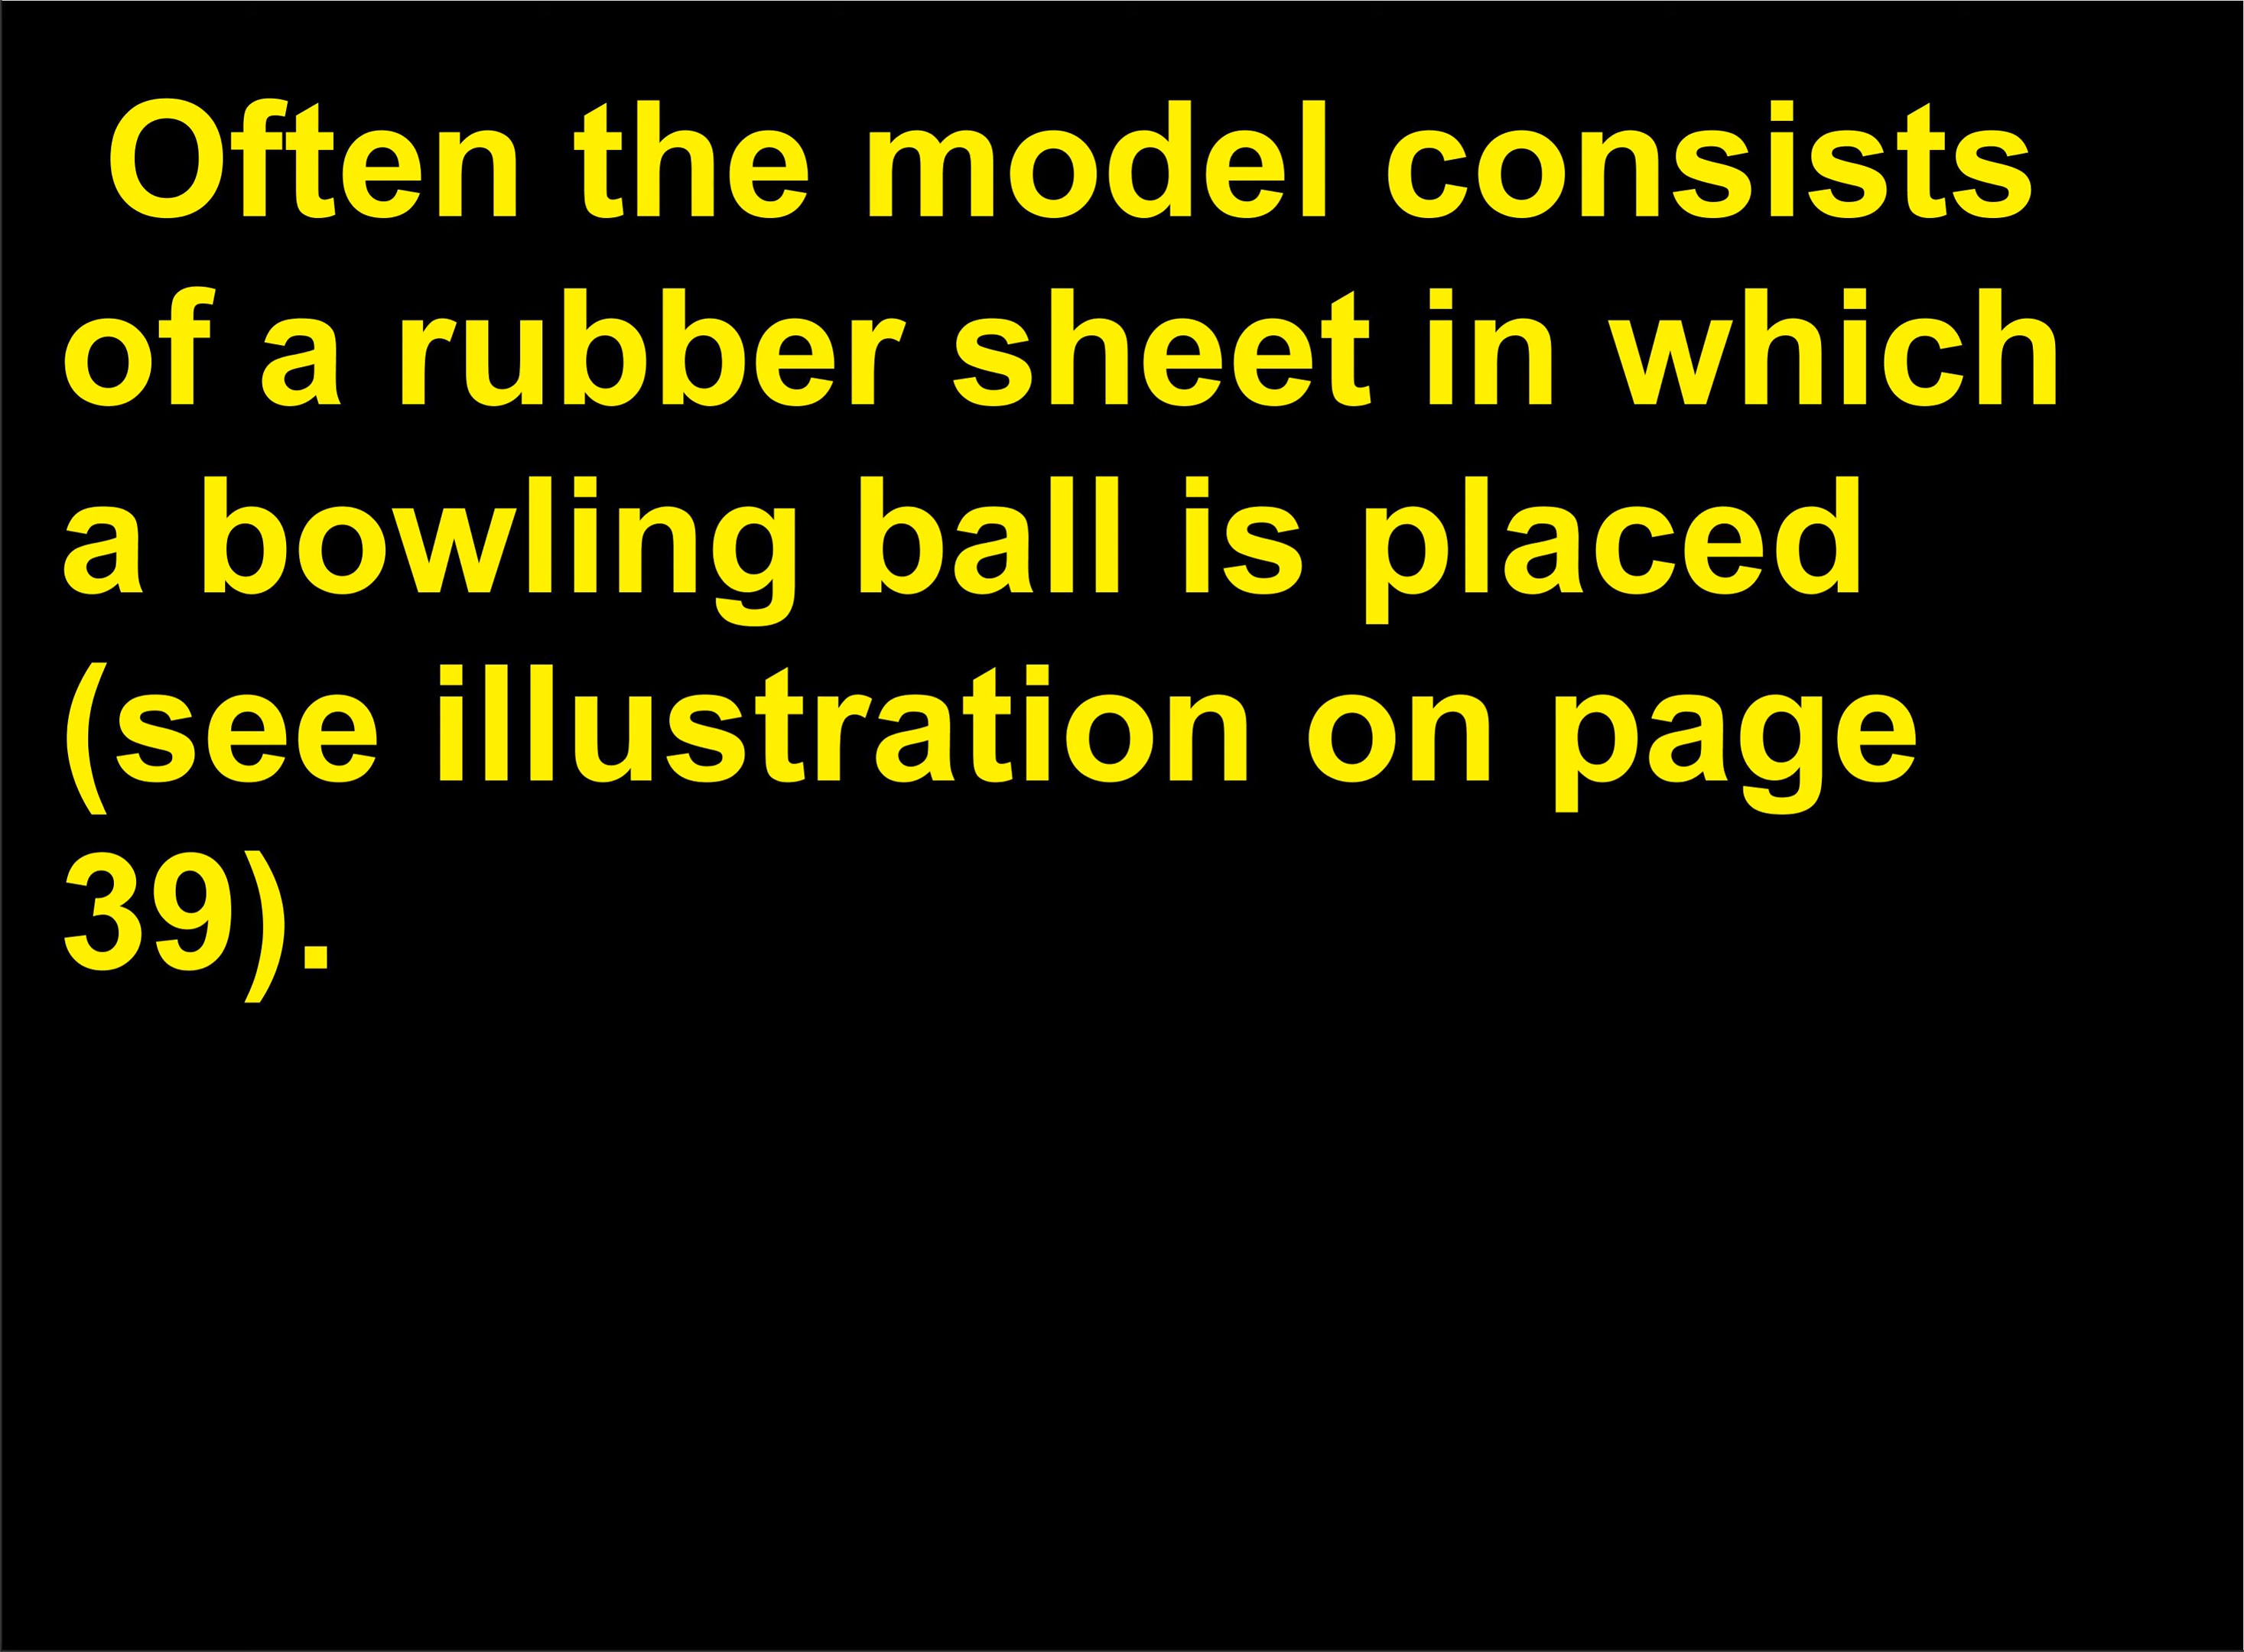 Often the model consists
of a rubber sheet in which
a bowling ball is placed
(see illustration on page
39).